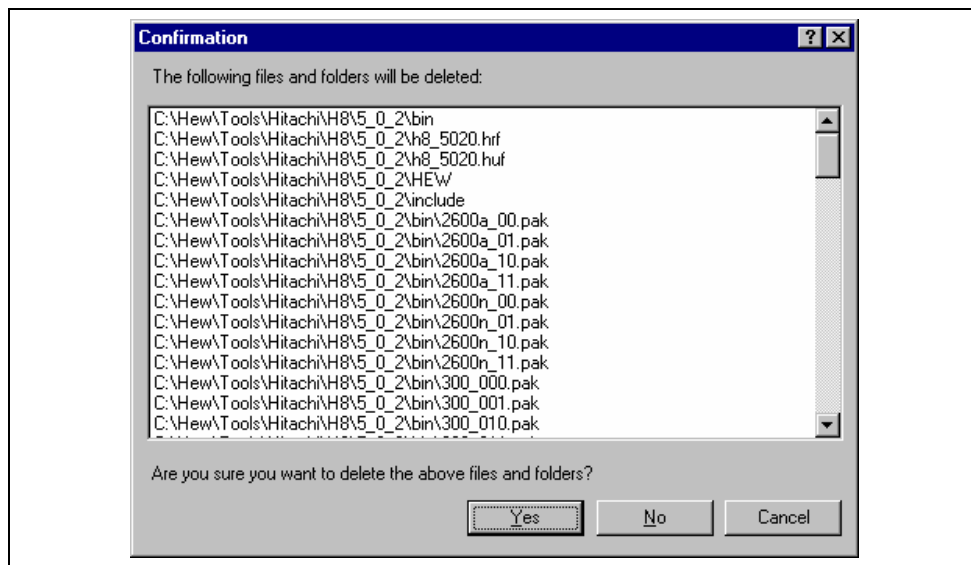 Confirmation
The following files and folders will be deleted:
C:\Hew\Tools\Hitachi\H8\5_0_2\bin
C:\Hew\Tools\Hitachi\H8\5_0_2\h8_5020.hrf
C:\Hew\Tools\Hitachi\H8\5_0_2\h8_5020.huf
C:\Hew\Tools\Hitachi\H8\5_0_2\HEW
C:\Hew\Tools\Hitachi\H8\5_0_2\include
C:\Hew\Tools\Hitachi\H8\5_0_2\bin\2600a_00.pak
C:\Hew\Tools\Hitachi\H8\5_0_2\bin\2600a_01.pak
C:\Hew\Tools\Hitachi\H8\5_0_2\bin\2600a_10.pak
C:\Hew\Tools\Hitachi\H8\5_0_2\bin\2600a_11.pak
C:\Hew\Tools\Hitachi\H8\5_0_2\bin\2600n_00.pak
C:\Hew\Tools\Hitachi\H8\5_0_2\bin\2600n_01.pak
C:\Hew\Tools\Hitachi\H8\5_0_2\bin\2600n_10.pak
C:\Hew\Tools\Hitachi\H8\5_0_2\bin\2600n_11.pak
C:\Hew\Tools\Hitachi\H8\5_0_2\bin\300_000.pak
C:\Hew\Tools\Hitachi\H8\5_0_2\bin\300_001.pak
C:\Hew\Tools\Hitachi\H8\5_0_2\bin\300_010.pak
Are you sure you want to delete the above files and folders?
Yes No Cancel